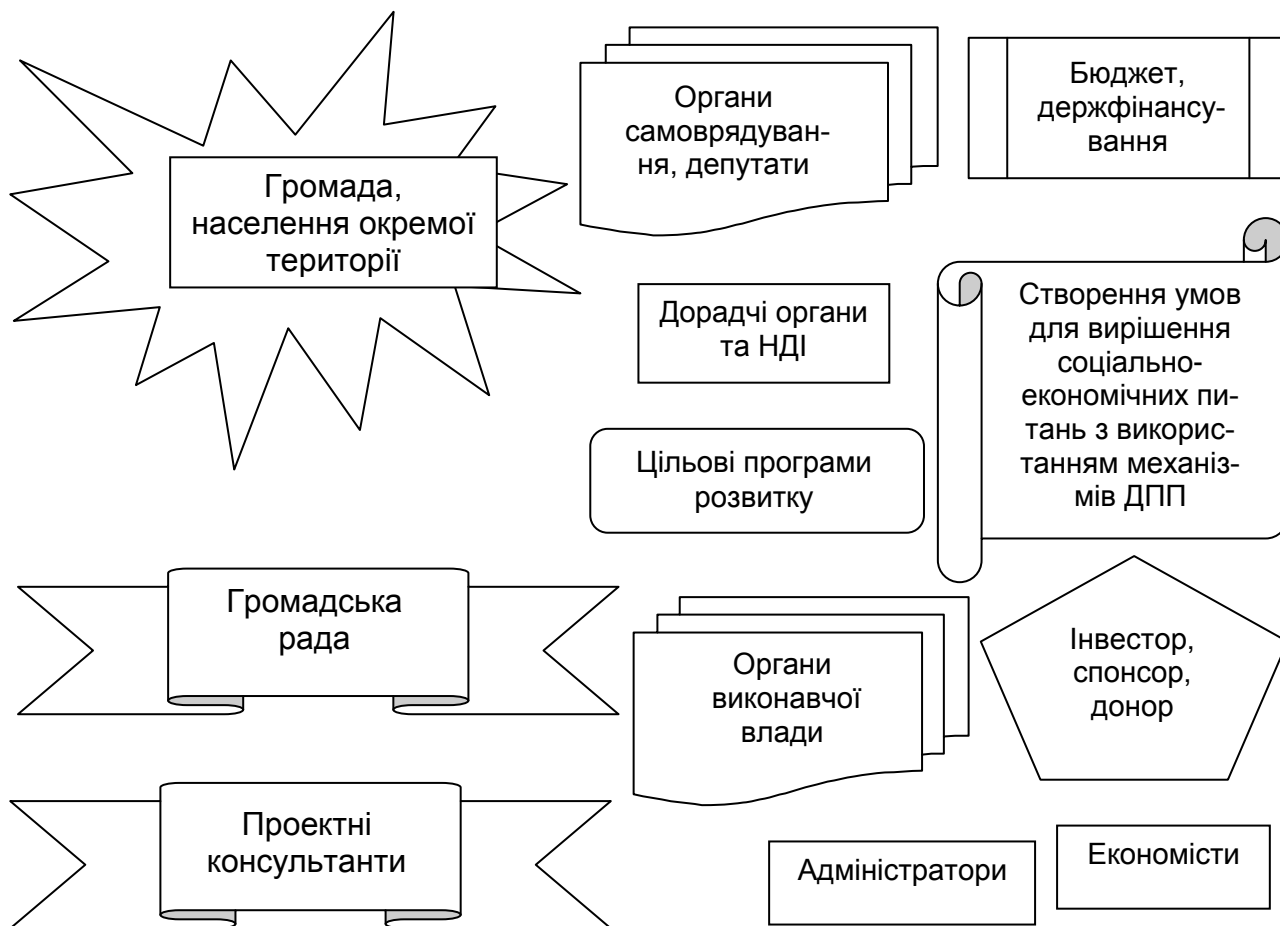 Громада,
населення окремої
території
Органи
самоврядуван-
ня, депутати
Бюджет,
держфінансу-
вання
Дорадчі органи
та НДІ
Створення умов
для вирішення
соціально-
економічних пи-
тань з викорис-
танням механіз-
мів ДПП
Цільові програми
розвитку
Громадська
рада
Органи
виконавчої
влади
Інвестор,
спонсор,
донор
Проектні
консультанти
Адміністратори
Економісти